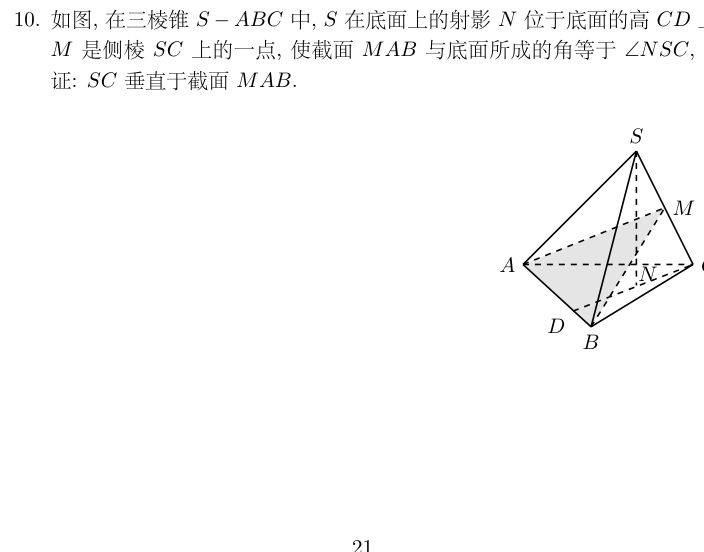 10. 如图, 在三棱锥 S − ABC 中, S 在底面上的射影 N 位于底面的高 CD
M 是侧棱 SC 上的一点, 使截面 MAB 与底面所成的角等于 ∠NSC,
证: SC 垂直于截面 MAB.
S
M
A
N
D
B
21